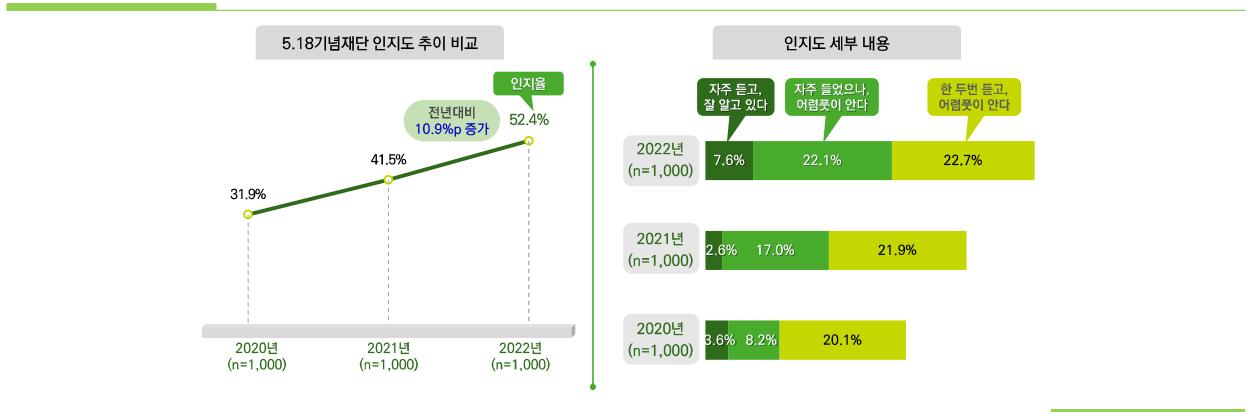 5.18기념재단 인지도 추이 비교
인지율
전년대비
10.9%p 증가
52.4%
41.5%
31.9%
2020년
(n=1,000)
2021년
(n=1,000)
2022년
(n=1,000)
인지도 세부 내용
자주 듣고,
잘 알고 있다
자주 들었으나,
어렴풋이 안다
한 두번 듣고,
어렴풋이 안다
2022년
(n=1,000)
7.6%
22.1%
22.7%
2021년
(n=1,000)
2.6%
17.0%
21.9%
2020년
(n=1,000)
3.6%
8.2%
20.1%